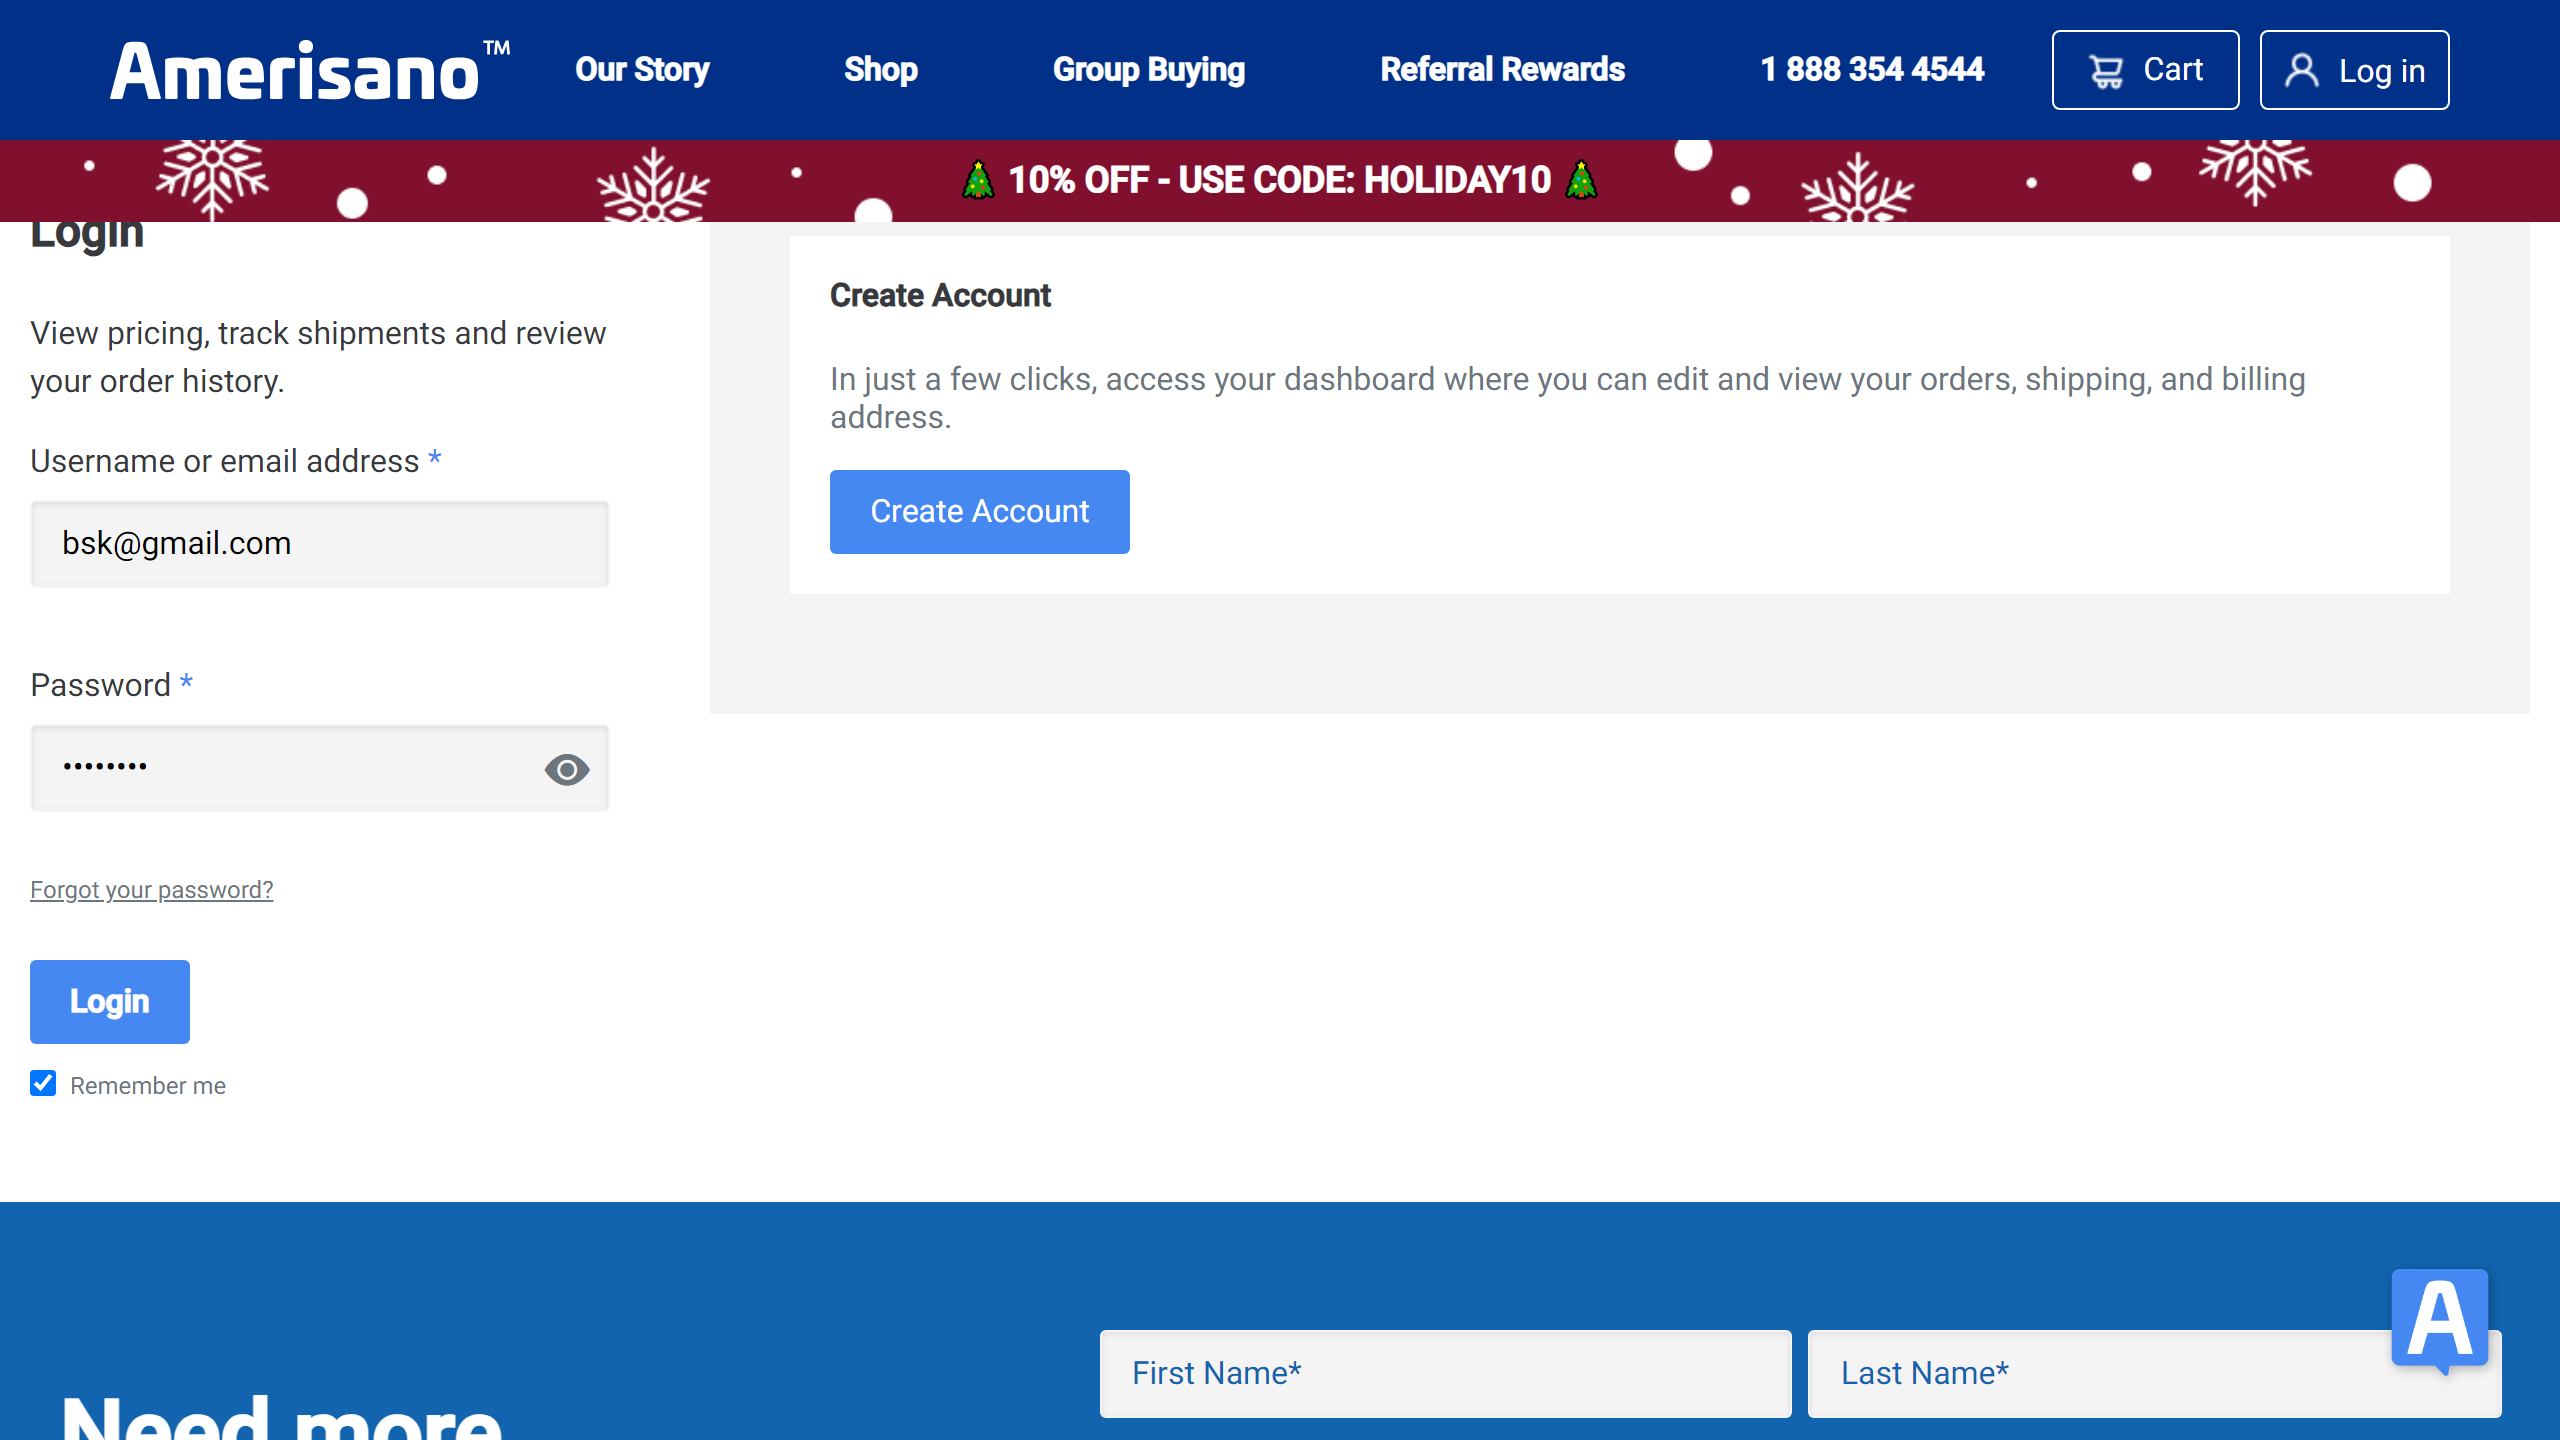 Amerisano™
Our Story
Shop
Group Buying
Referral Rewards
1 888 354 4544
Cart
Log in
🎄 10% OFF - USE CODE: HOLIDAY10 🎄
Login
View pricing, track shipments and review
your order history.
Username or email address *
bsk@gmail.com
Password *
••••••••
Forgot your password?
Login
Remember me
Create Account
In just a few clicks, access your dashboard where you can edit and view your orders, shipping, and billing
address.
Create Account
Need more
First Name*
Last Name*
A